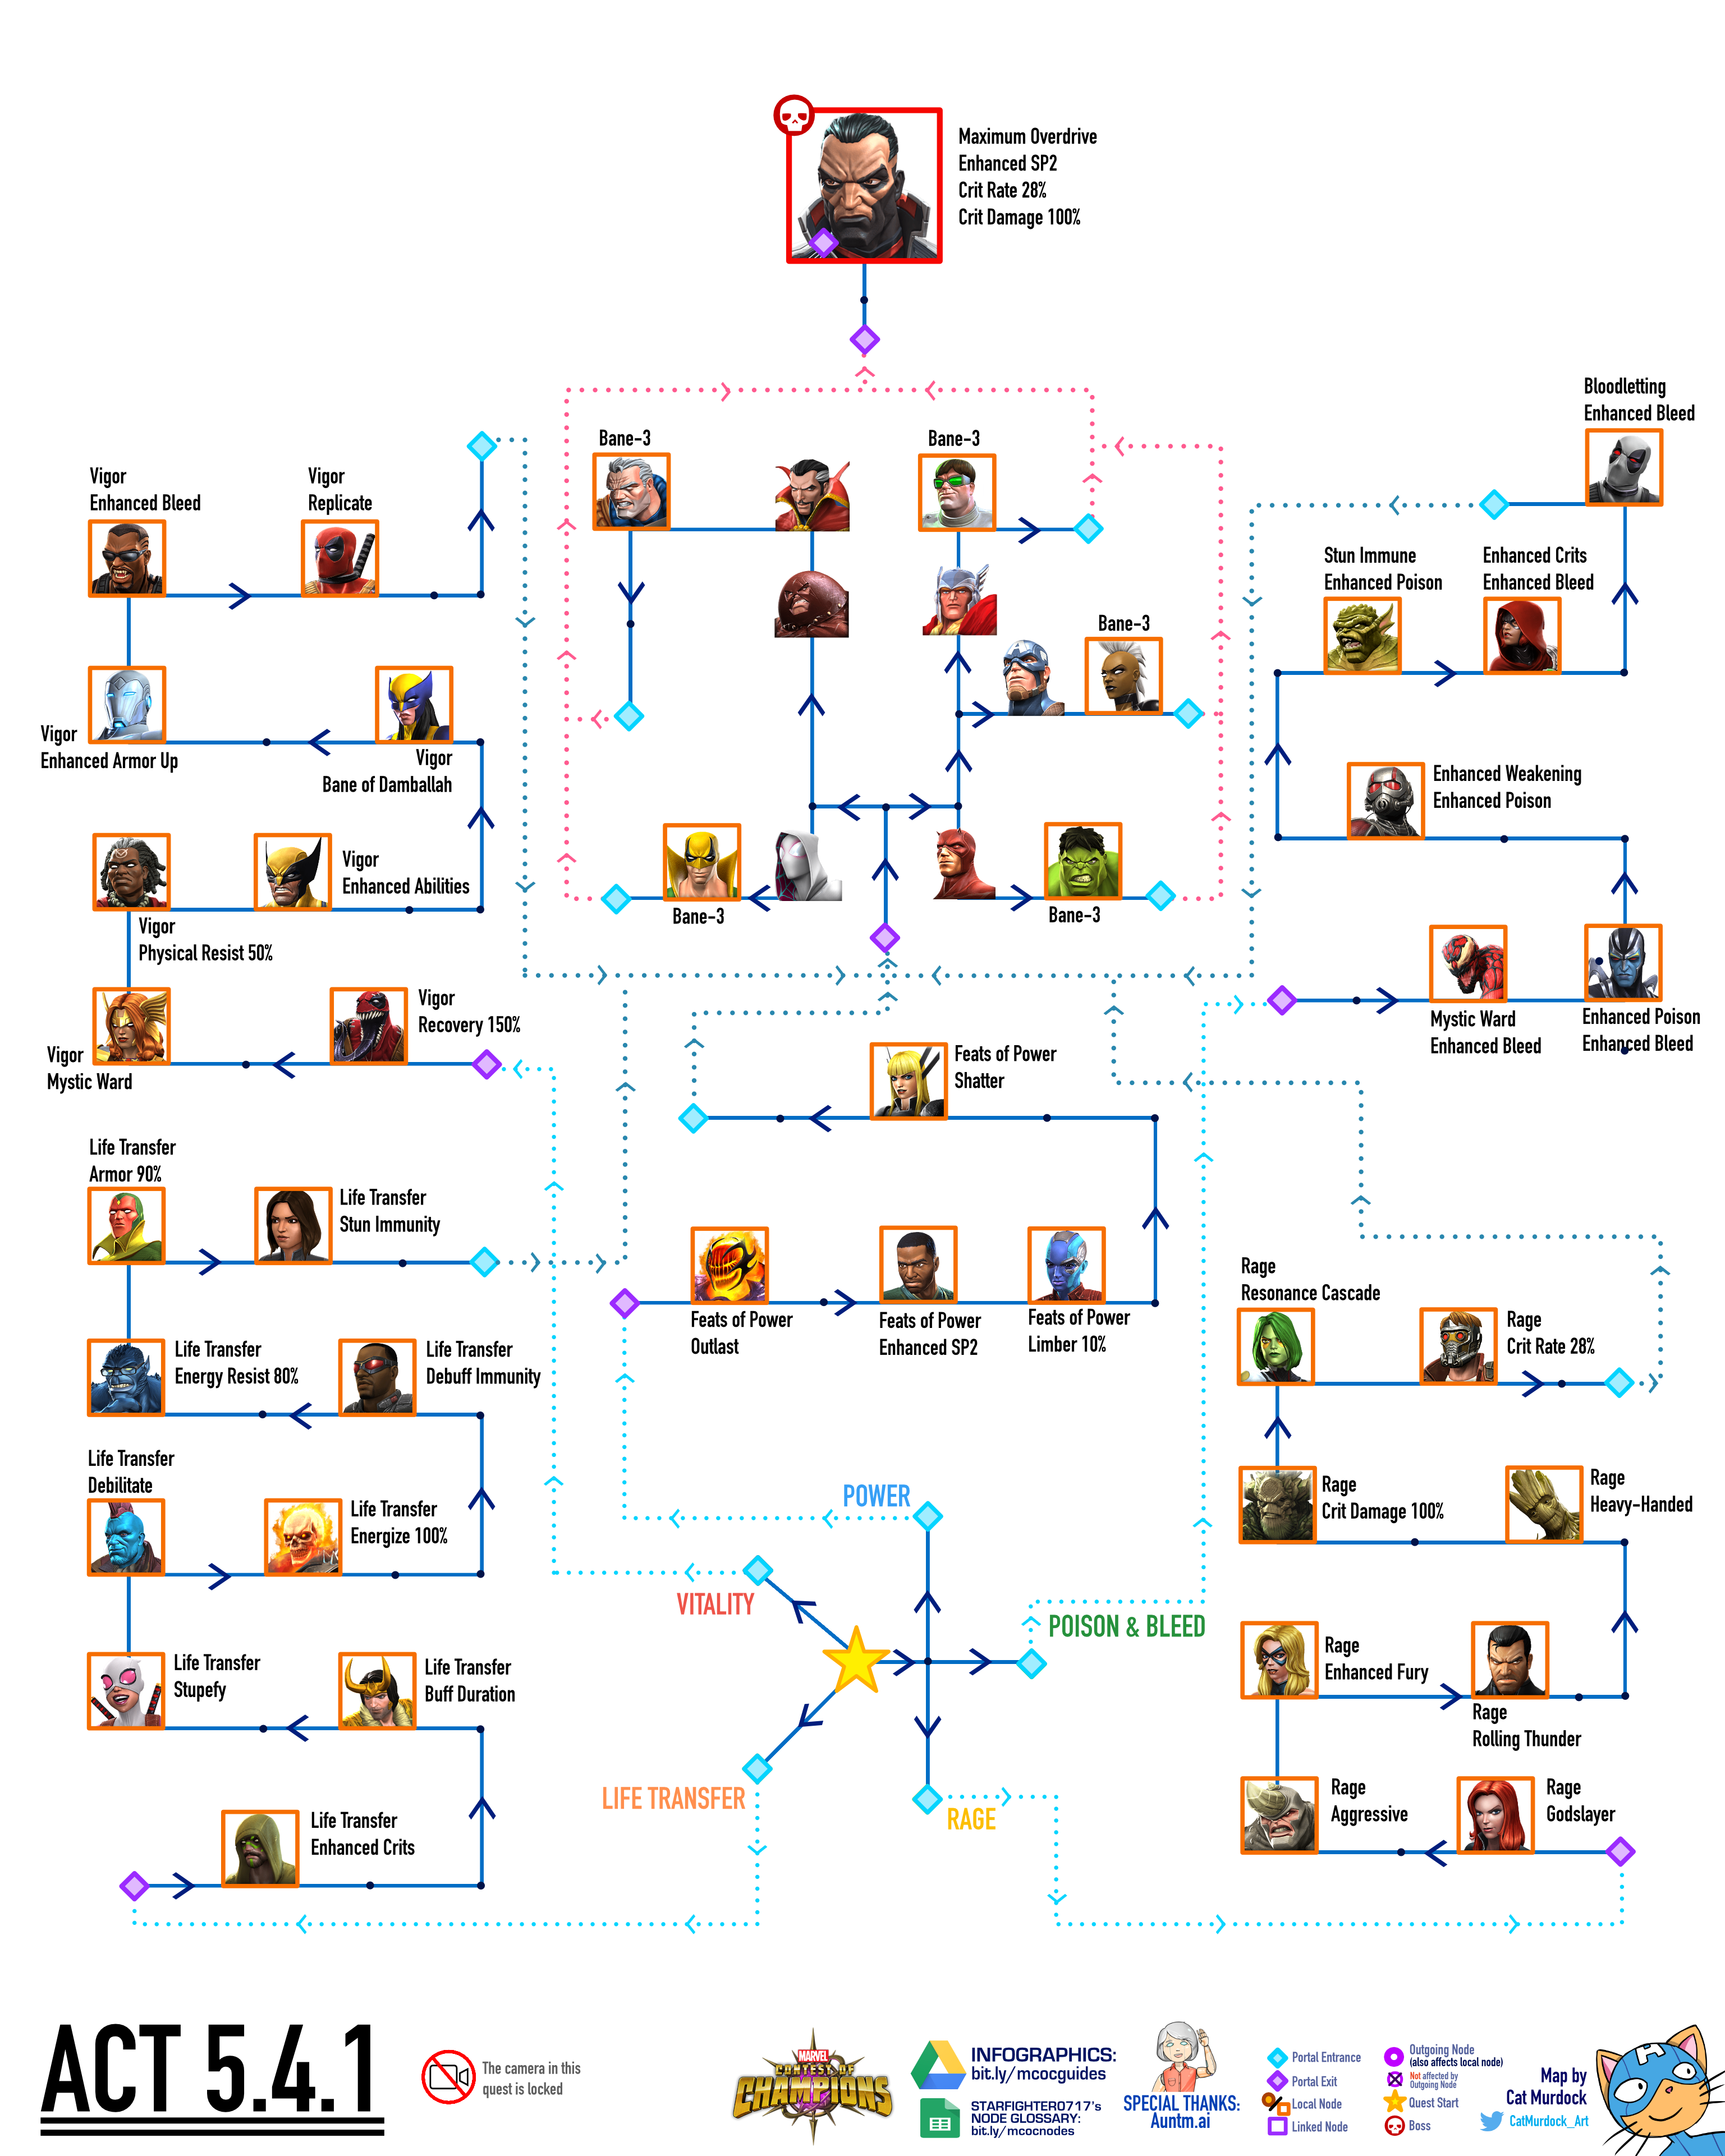 Maximum Overdrive
Enhanced SP2
Crit Rate 28%
Crit Damage 100%
Bloodletting
Enhanced Bleed
Bane-3
Bane-3
Vigor
Enhanced Bleed
Vigor
Replicate
Stun Immune
Enhanced Poison
Enhanced Crits
Enhanced Bleed
Bane-3
Vigor
Enhanced Armor Up
Vigor
Bane of Damballah
Enhanced Weakening
Enhanced Poison
Vigor
Enhanced Abilities
Bane-3
Bane-3
Vigor
Physical Resist 50%
Vigor
Recovery 150%
Mystic Ward
Enhanced Bleed
Enhanced Poison
Enhanced Bleed
Vigor
Mystic Ward
Feats of Power
Shatter
Life Transfer
Armor 90%
Life Transfer
Stun Immunity
Rage
Resonance Cascade
Feats of Power
Outlast
Feats of Power
Enhanced SP2
Feats of Power
Limber 10%
Rage
Crit Rate 28%
Life Transfer
Energy Resist 80%
Life Transfer
Debuff Immunity
Life Transfer
Debilitate
Life Transfer
Energize 100%
POWER
Rage
Crit Damage 100%
Rage
Heavy-Handed
VITALITY
POISON & BLEED
Life Transfer
Stupefy
Life Transfer
Buff Duration
Rage
Enhanced Fury
Rage
Rolling Thunder
LIFE TRANSFER
RAGE
Rage
Aggressive
Rage
Godslayer
Life Transfer
Enhanced Crits
ACT 5.4.1
The camera in this
quest is locked
MARVEL
CONTEST OF
CHAMPIONS
INFOGRAPHICS:
bit.ly/mcocguides
STARFIGHTER0717's
NODE GLOSSARY:
bit.ly/mcocnodes
SPECIAL THANKS:
Auntm.ai
Portal Entrance
Portal Exit
Local Node
Linked Node
Outgoing Node
(also affects local node)
Not affected by
Outgoing Node
Quest Start
Boss
Map by
Cat Murdock
CatMurdock_Art